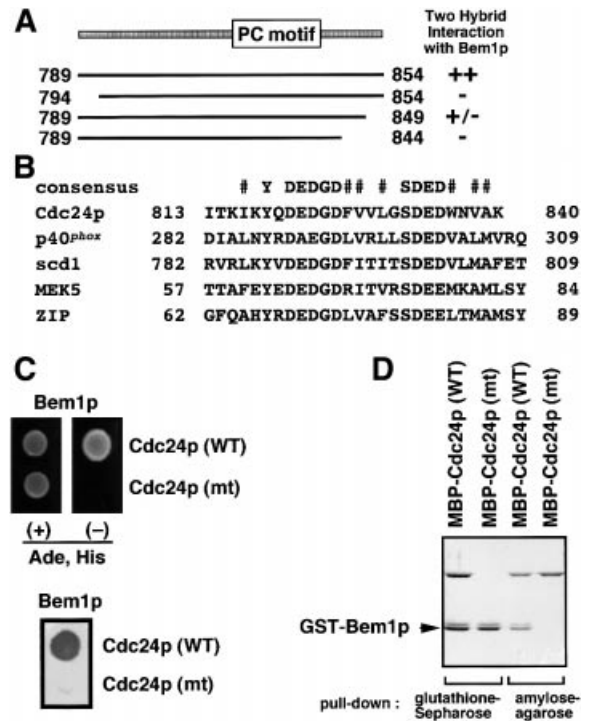 A
PC motif
Two Hybrid
Interaction
with Bem1p
789 854 ++
794 854 -
789 849 +/-
789 844 -
B
consensus # Y DEDGD## # SDED# ##
Cdc24p 813 ITKIKYQDEDGDFVVLGSDEDWNVAK 840
p40phox 282 DIALNYRDAEGDLVRLLSDEDVALMVRQ 309
scd1 782 RVRLKYVDEDGDFITITSDEDVLMAFET 809
MEK5 57 TTAFEYEDEDGDRITVRSDEEMKAMLSY 84
ZIP 62 GFQAHYRDEDGDLVAFSSDEELTMAMSY 89
C
Bem1p
Cdc24p (WT)
Cdc24p (mt)
(+) (–)
Ade, His
Bem1p
Cdc24p (WT)
Cdc24p (mt)
D
MBP-Cdc24p (WT)
MBP-Cdc24p (mt)
MBP-Cdc24p (WT)
MBP-Cdc24p (mt)
GST-Bem1p
pull-down : glutathione-Sepharose amylose-agarose